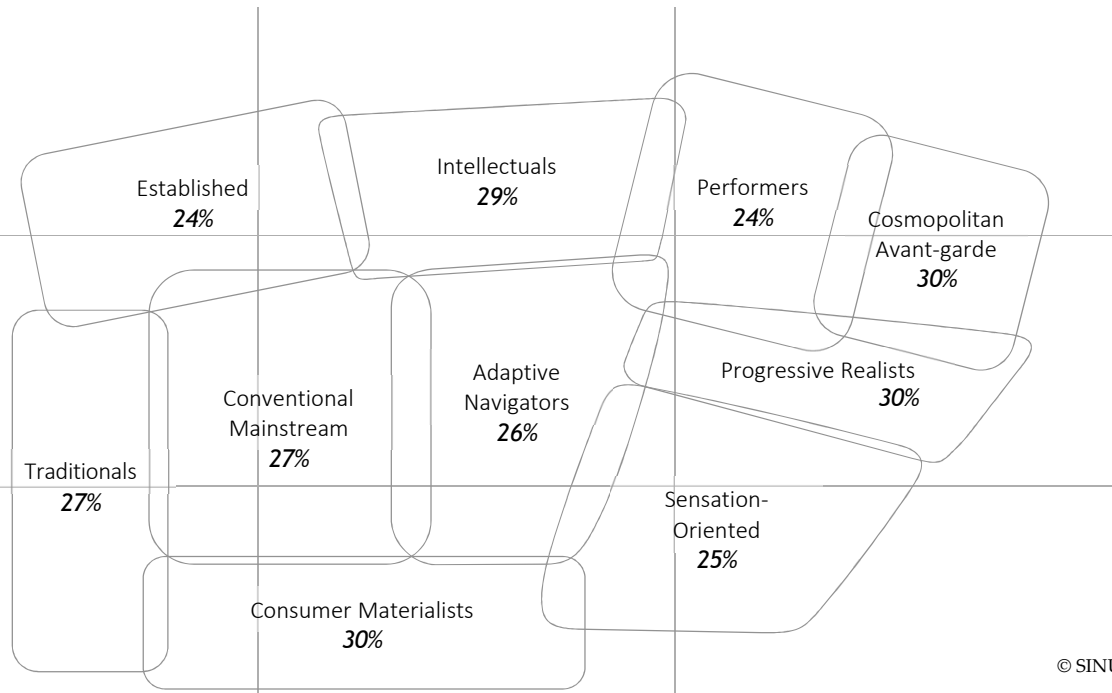 Established
24%
Intellectuals
29%
Performers
24%
Cosmopolitan
Avant-garde
30%
Progressive Realists
30%
Adaptive
Navigators
26%
Conventional
Mainstream
27%
Traditionals
27%
Sensation-
Oriented
25%
Consumer Materialists
30%
© SINU